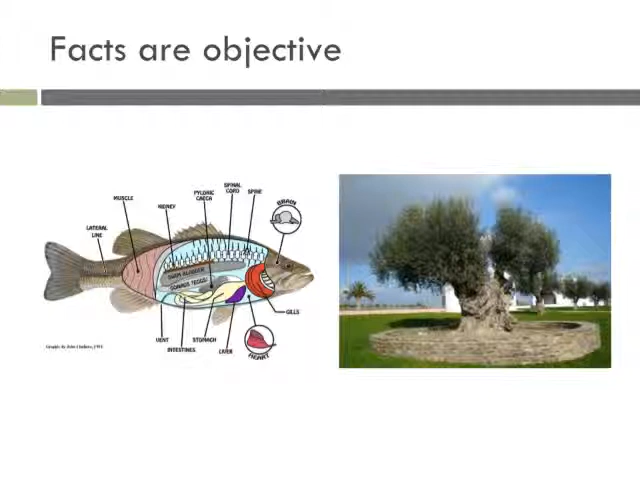 Facts are objective
SPINAL
CORD
PYLORIC
CAECA
SPINE
MUSCLE
KIDNEY
BRAIN
LATERAL
LINE
SWIM BLADDER
GONADS
GILLS
VENT
STOMACH
INTESTINES
LIVER
HEART